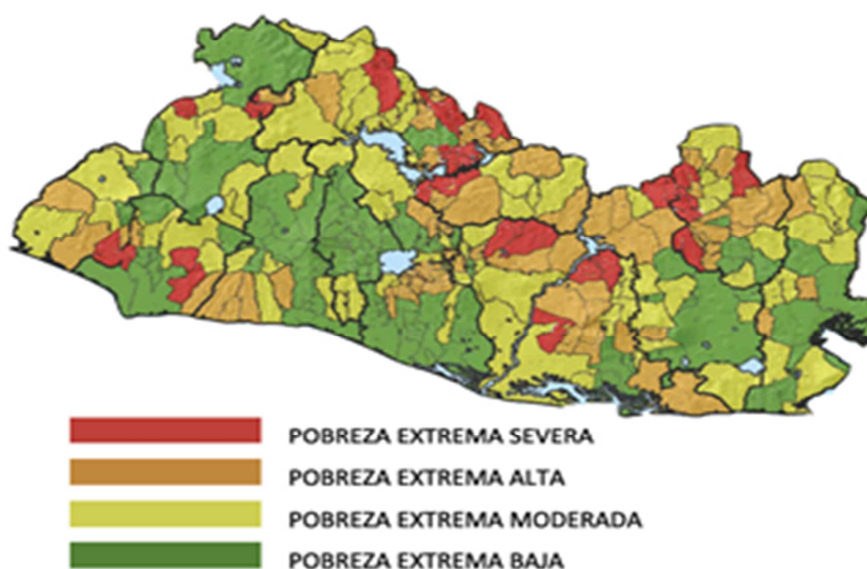 POBREZA EXTREMA SEVERA
POBREZA EXTREMA ALTA
POBREZA EXTREMA MODERADA
POBREZA EXTREMA BAJA